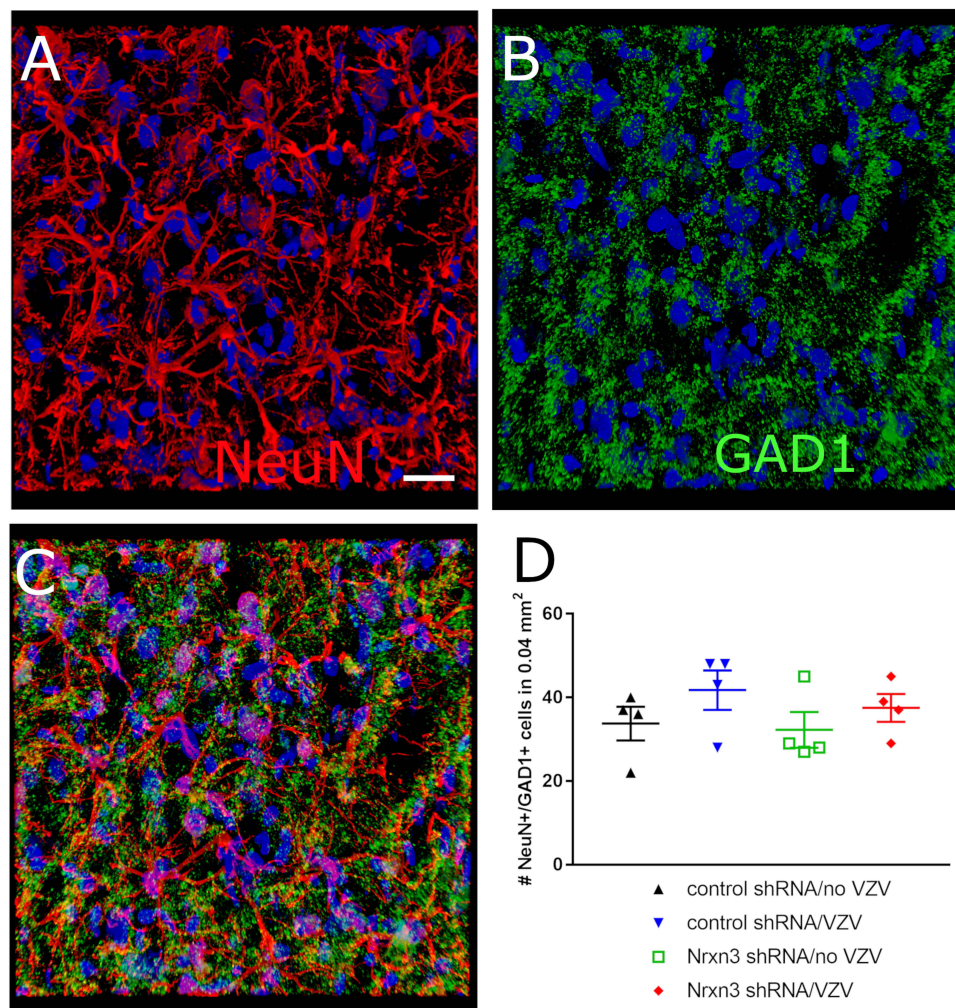 A
B
NeuN
GAD1
C
D
# NeuN+/GAD1+ cells in 0.04 mm²
60
40
20
0
control shRNA/no VZV
control shRNA/VZV
Nrxn3 shRNA/no VZV
Nrxn3 shRNA/VZV